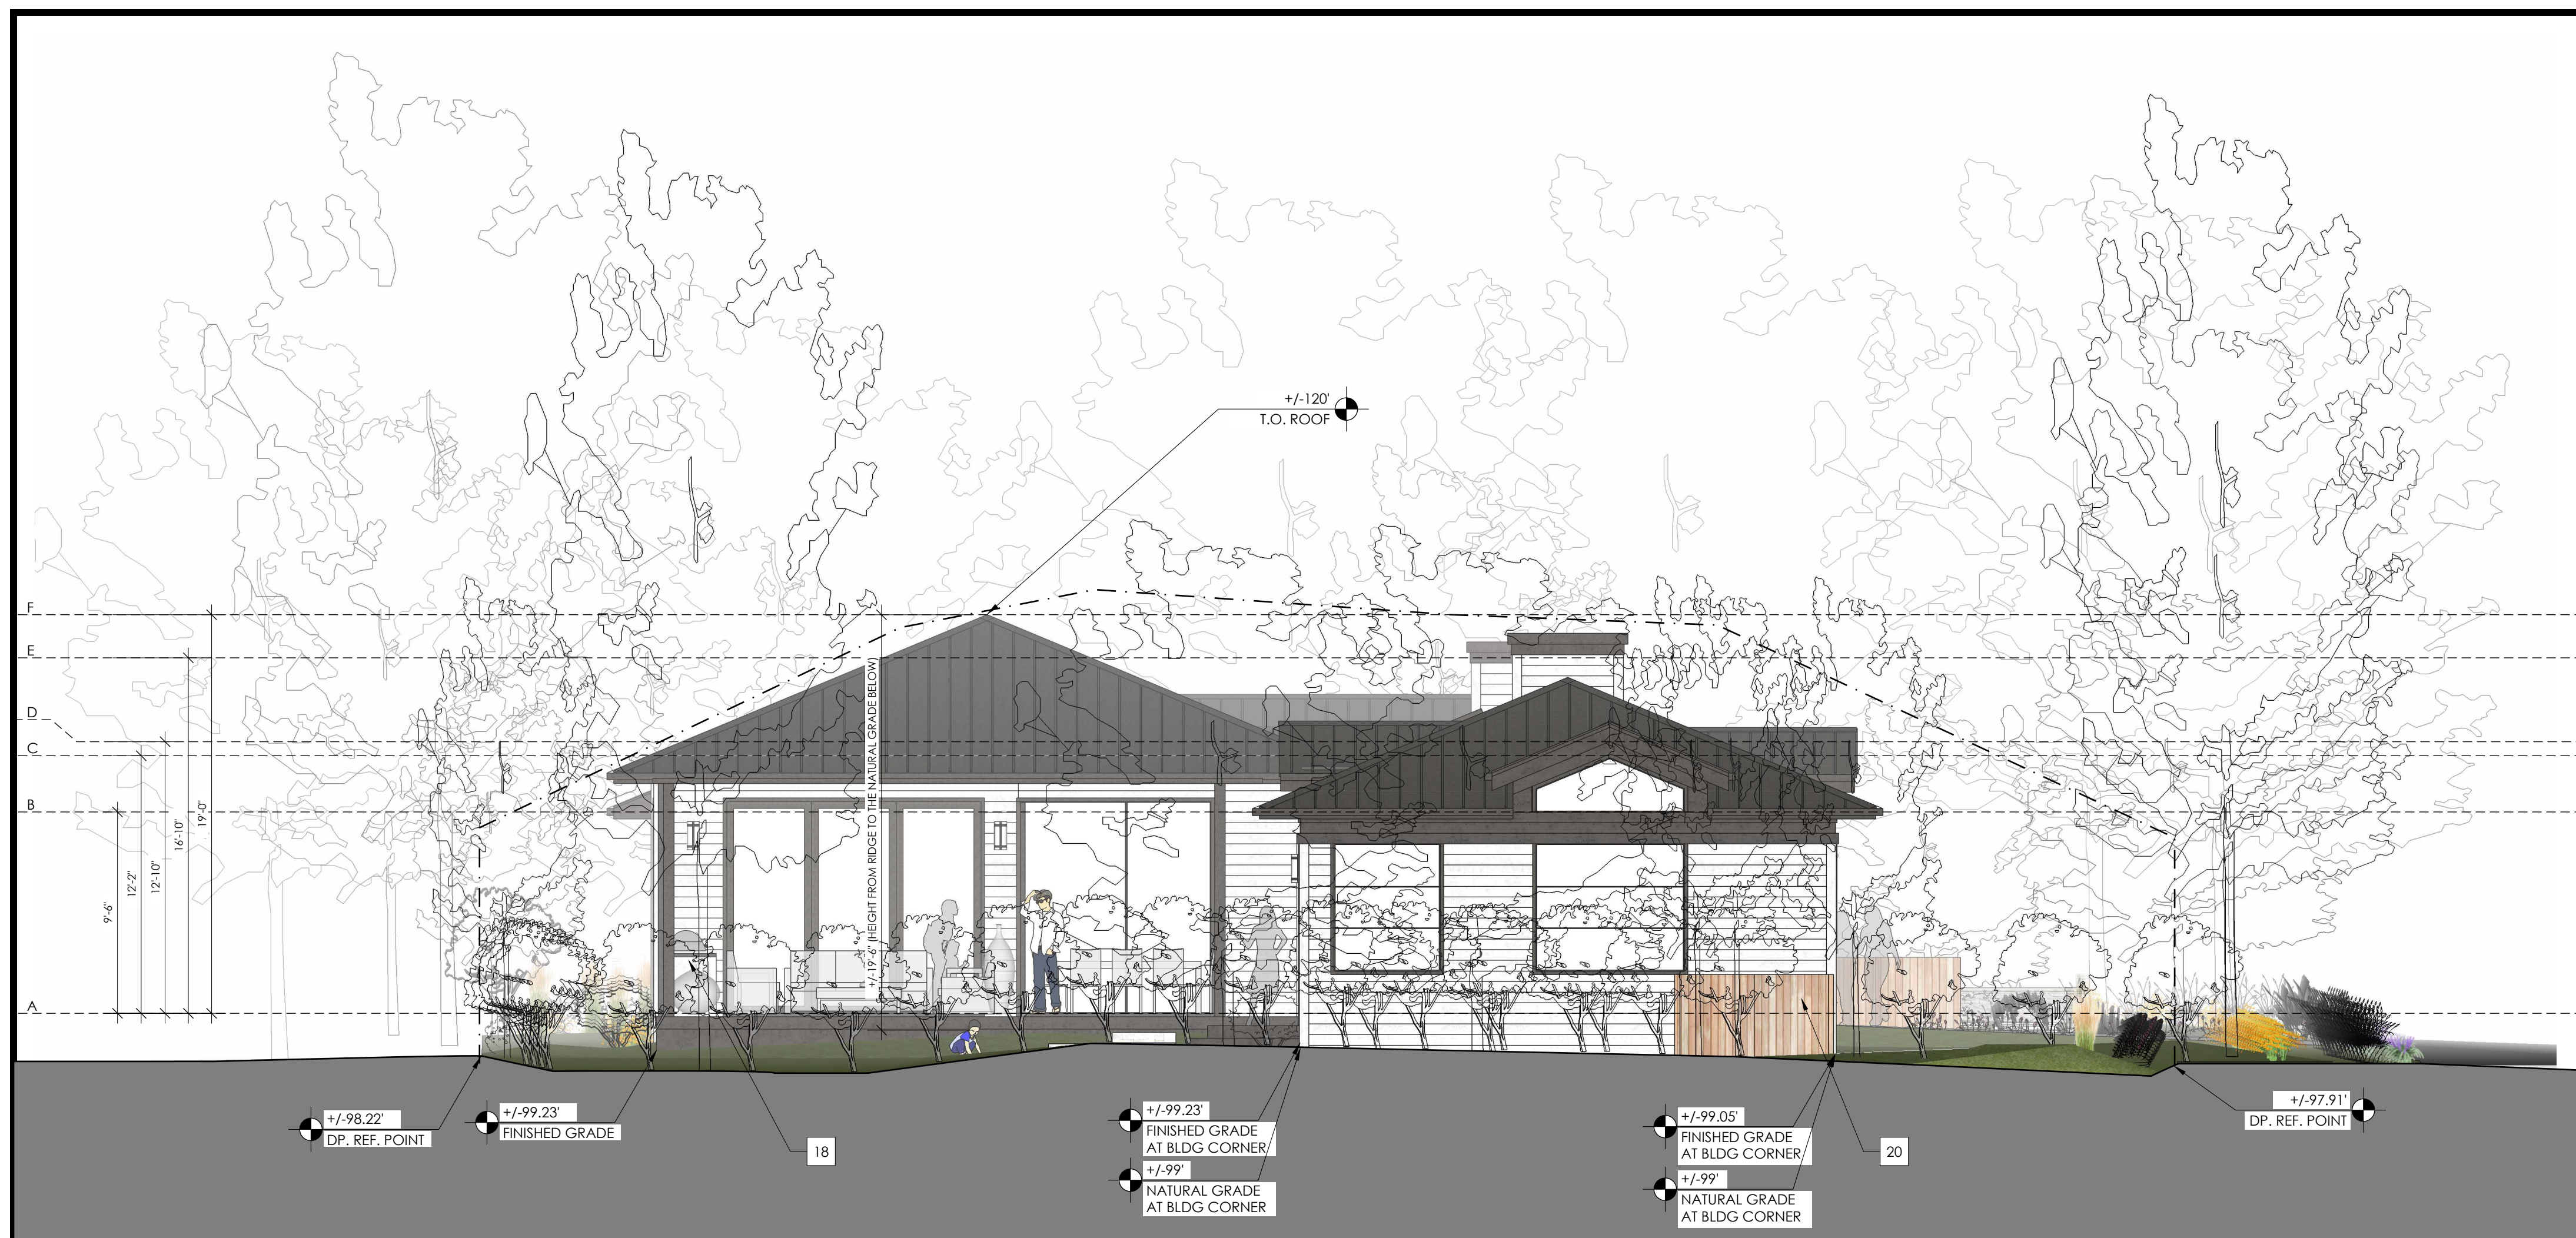 +/-120'
T.O. ROOF
F
E
D
C
B
A
9'-6"
12'-2"
12'-10"
16'-10"
19'-0"
+/-19'-6" (HEIGHT FROM RIDGE TO THE NATURAL GRADE BELOW)
+/-98.22'
DP. REF. POINT
+/-99.23'
FINISHED GRADE
18
+/-99.23'
FINISHED GRADE
AT BLDG CORNER
+/-99'
NATURAL GRADE
AT BLDG CORNER
+/-99.05'
FINISHED GRADE
AT BLDG CORNER
+/-99'
NATURAL GRADE
AT BLDG CORNER
20
+/-97.91'
DP. REF. POINT